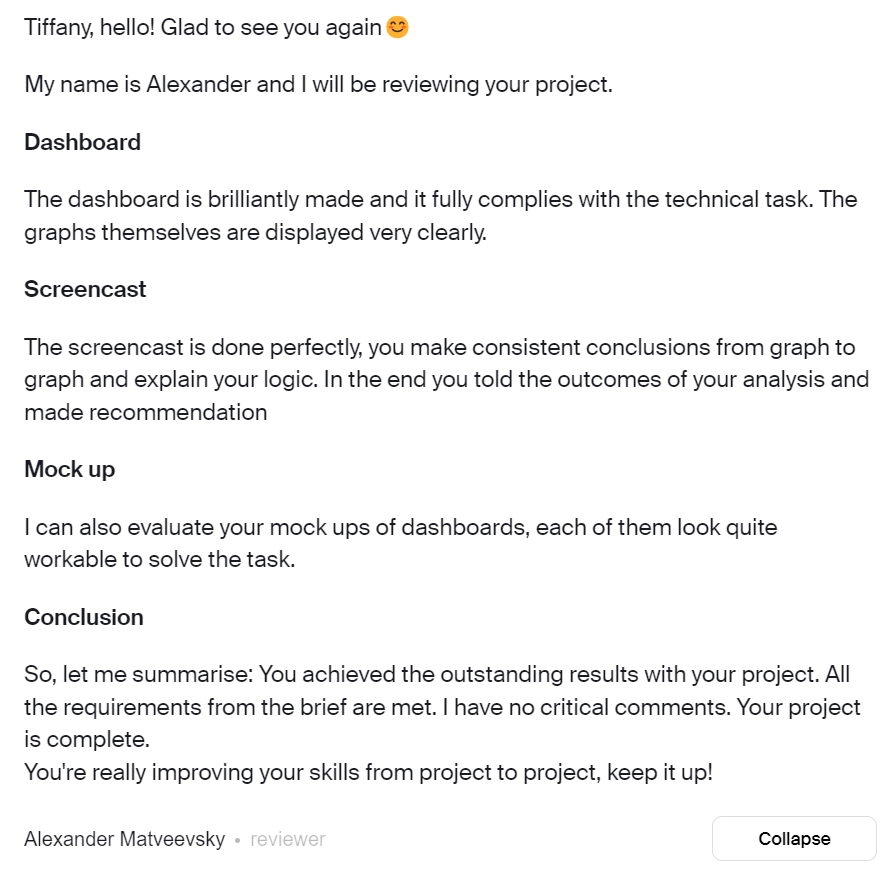 Tiffany, hello! Glad to see you again😊
My name is Alexander and I will be reviewing your project.
Dashboard
The dashboard is brilliantly made and it fully complies with the technical task. The
graphs themselves are displayed very clearly.
Screencast
The screencast is done perfectly, you make consistent conclusions from graph to
graph and explain your logic. In the end you told the outcomes of your analysis and
made recommendation
Mock up
I can also evaluate your mock ups of dashboards, each of them look quite
workable to solve the task.
Conclusion
So, let me summarise: You achieved the outstanding results with your project. All
the requirements from the brief are met. I have no critical comments. Your project
is complete.
You're really improving your skills from project to project, keep it up!
Alexander Matveevsky • reviewer
Collapse